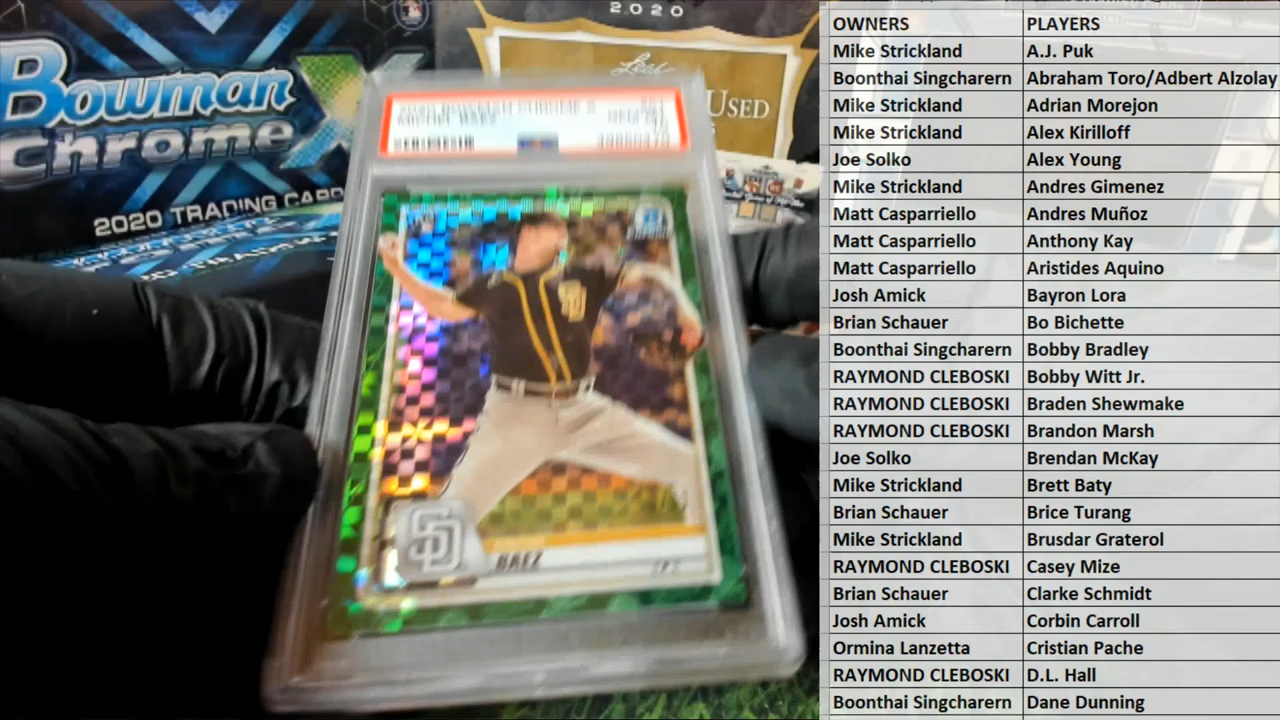 2020
Leaf
Bowman
USED
Chrome X
2020 TRADING CARD
MICHEL BAEZ
SD
BAEZ
OWNERS PLAYERS
Mike Strickland A.J. Puk
Boonthai Singcharern Abraham Toro/Adbert Alzolay
Mike Strickland Adrian Morejon
Mike Strickland Alex Kirilloff
Joe Solko Alex Young
Mike Strickland Andres Gimenez
Matt Casparriello Andres Muñoz
Matt Casparriello Anthony Kay
Matt Casparriello Aristides Aquino
Josh Amick Bayron Lora
Brian Schauer Bo Bichette
Boonthai Singcharern Bobby Bradley
RAYMOND CLEBOSKI Bobby Witt Jr.
RAYMOND CLEBOSKI Braden Shewmake
RAYMOND CLEBOSKI Brandon Marsh
Joe Solko Brendan McKay
Mike Strickland Brett Baty
Brian Schauer Brice Turang
Mike Strickland Brusdar Graterol
RAYMOND CLEBOSKI Casey Mize
Brian Schauer Clarke Schmidt
Josh Amick Corbin Carroll
Ormina Lanzetta Cristian Pache
RAYMOND CLEBOSKI D.L. Hall
Boonthai Singcharern Dane Dunning